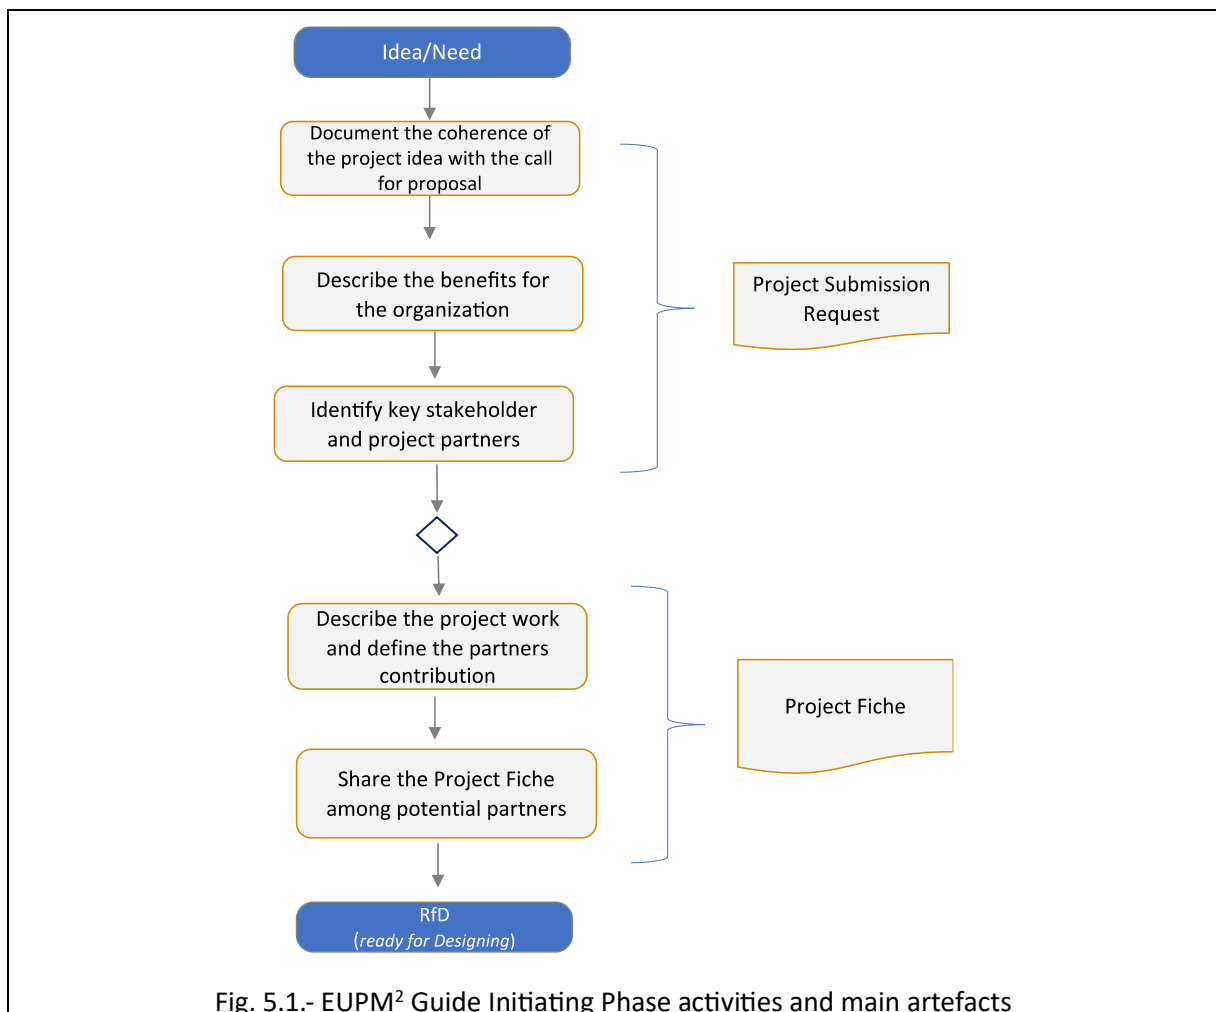 Idea/Need
Document the coherence of
the project idea with the call
for proposal
Describe the benefits for
the organization
Project Submission
Request
Identify key stakeholder
and project partners
Describe the project work
and define the partners
contribution
Project Fiche
Share the Project Fiche
among potential partners
RfD
(ready for Designing)
Fig. 5.1.- EUPM² Guide Initiating Phase activities and main artefacts